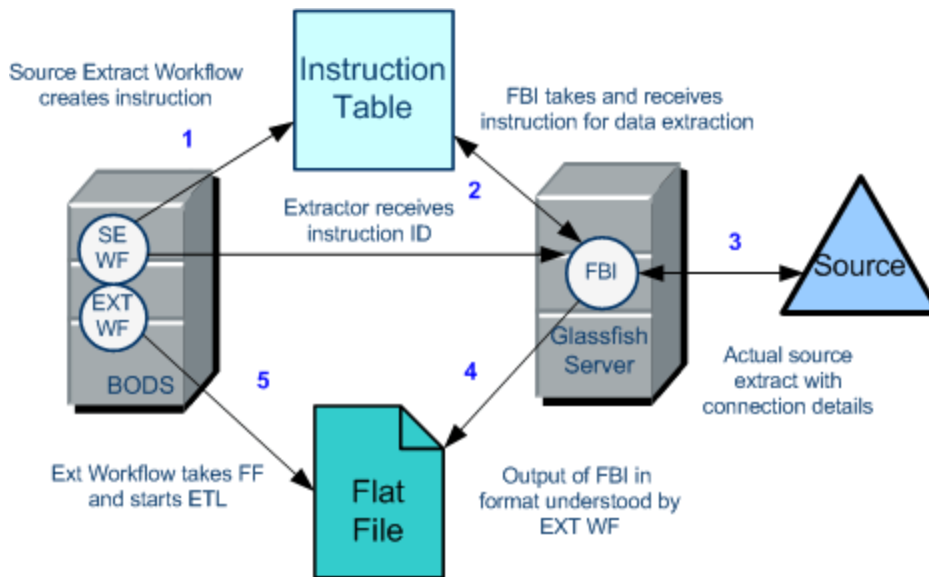 Source Extract Workflow
creates instruction
Instruction
Table
FBI takes and receives
instruction for data extraction
1
2
Extractor receives
instruction ID
SE
WF
EXT
WF
BODS
FBI
Glassfish
Server
3
Source
Actual source
extract with
connection details
5
4
Ext Workflow takes FF
and starts ETL
Flat
File
Output of FBI in
format understood by
EXT WF